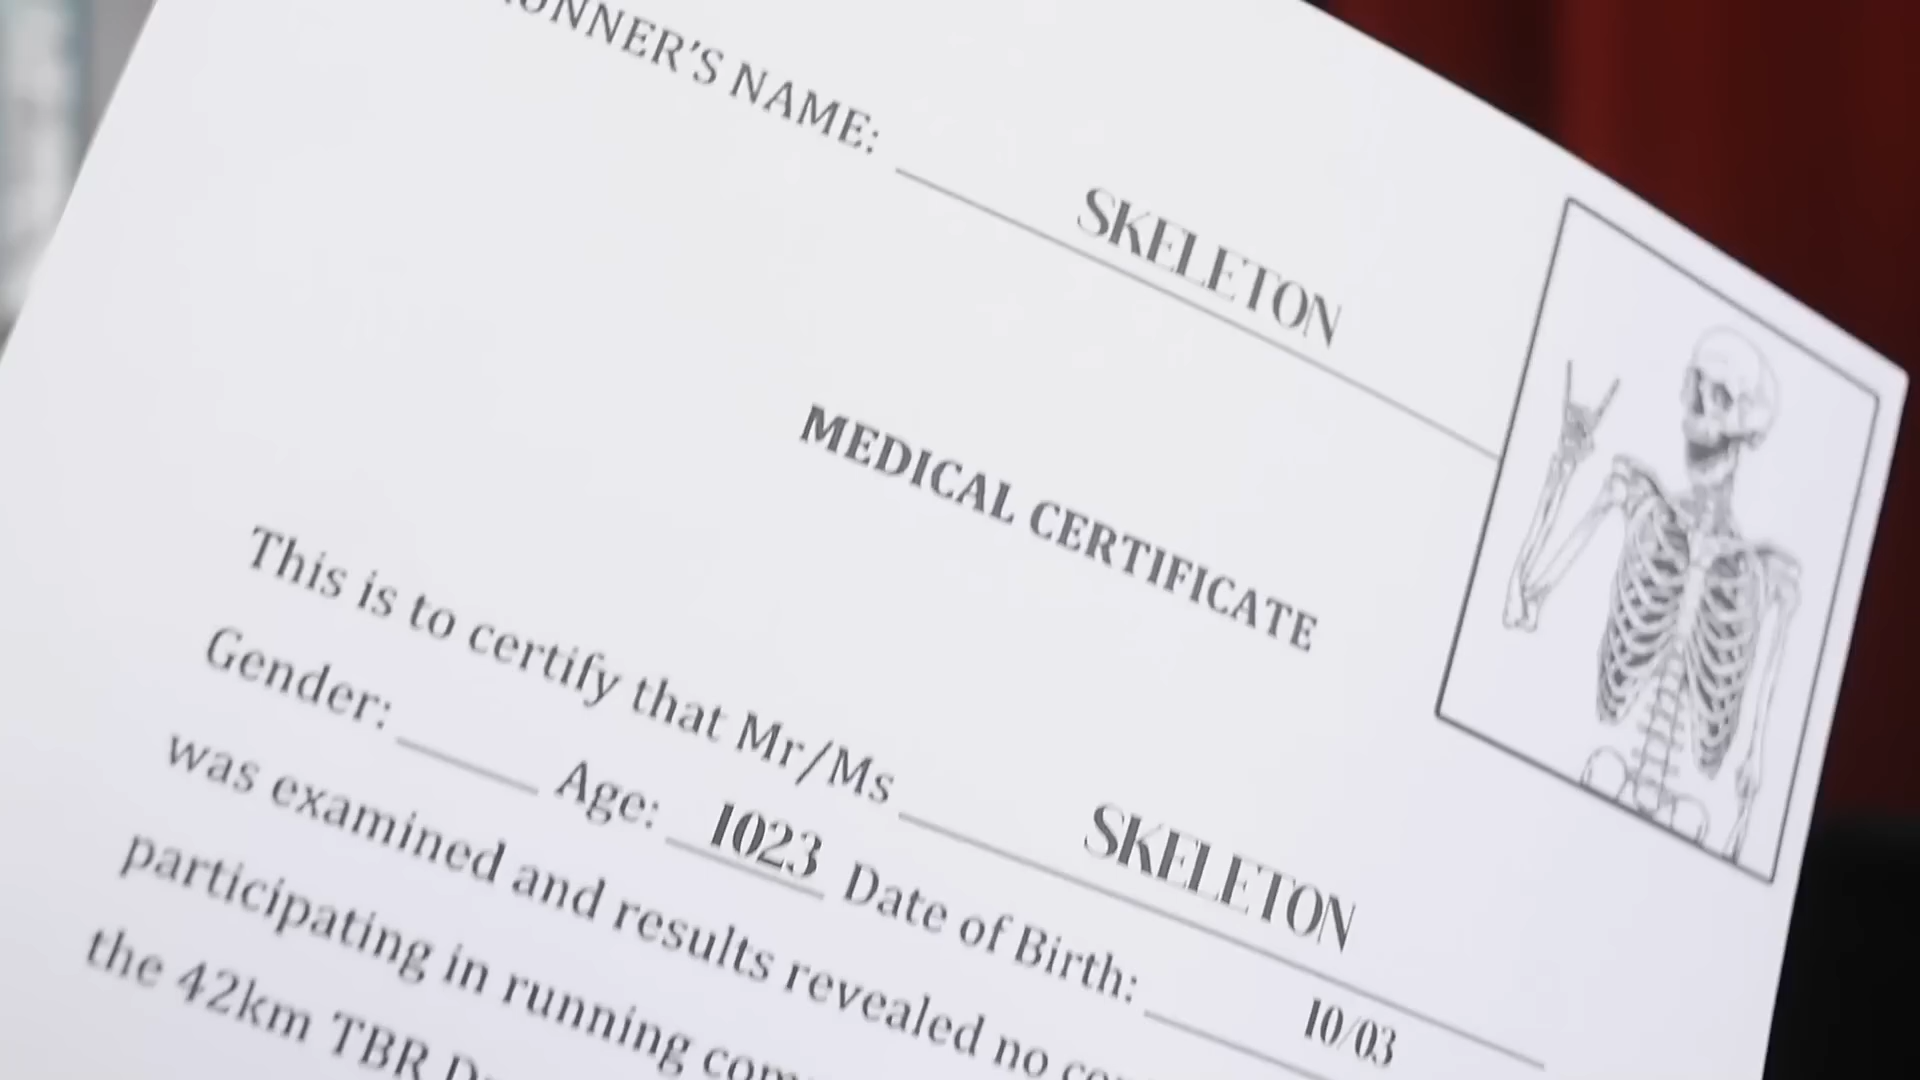 NAME:
SKELETON
MEDICAL CERTIFICATE
This is to certify that Mr/Ms SKELETON
Gender: Age: 1023 Date of Birth: 10/03
was examined and results revealed no
participating in running
the 42km TBR